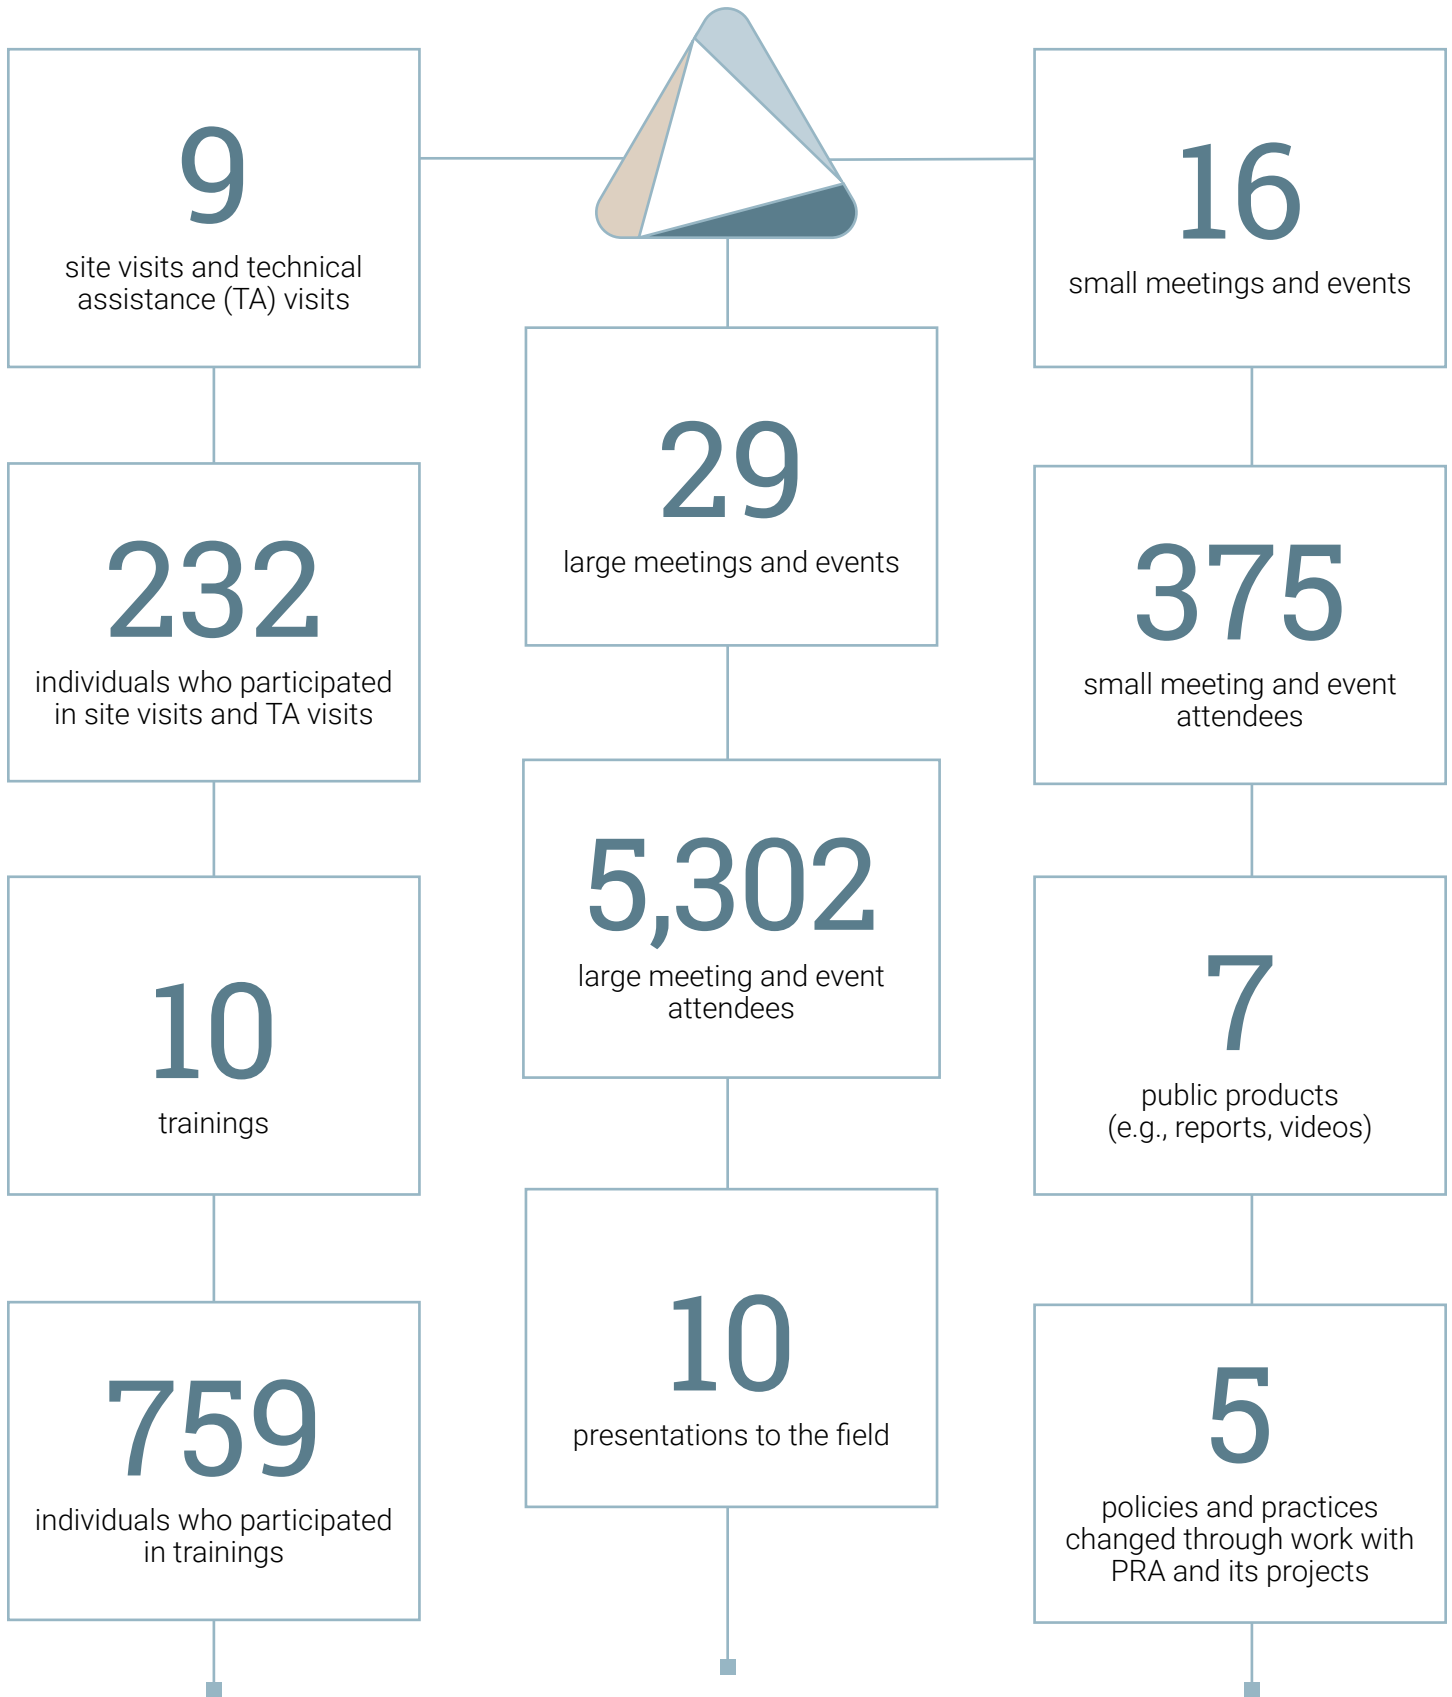 9
site visits and technical
assistance (TA) visits
232
individuals who participated
in site visits and TA visits
10
trainings
759
individuals who participated
in trainings
29
large meetings and events
5,302
large meeting and event
attendees
10
presentations to the field
16
small meetings and events
375
small meeting and event
attendees
7
public products
(e.g., reports, videos)
5
policies and practices
changed through work with
PRA and its projects